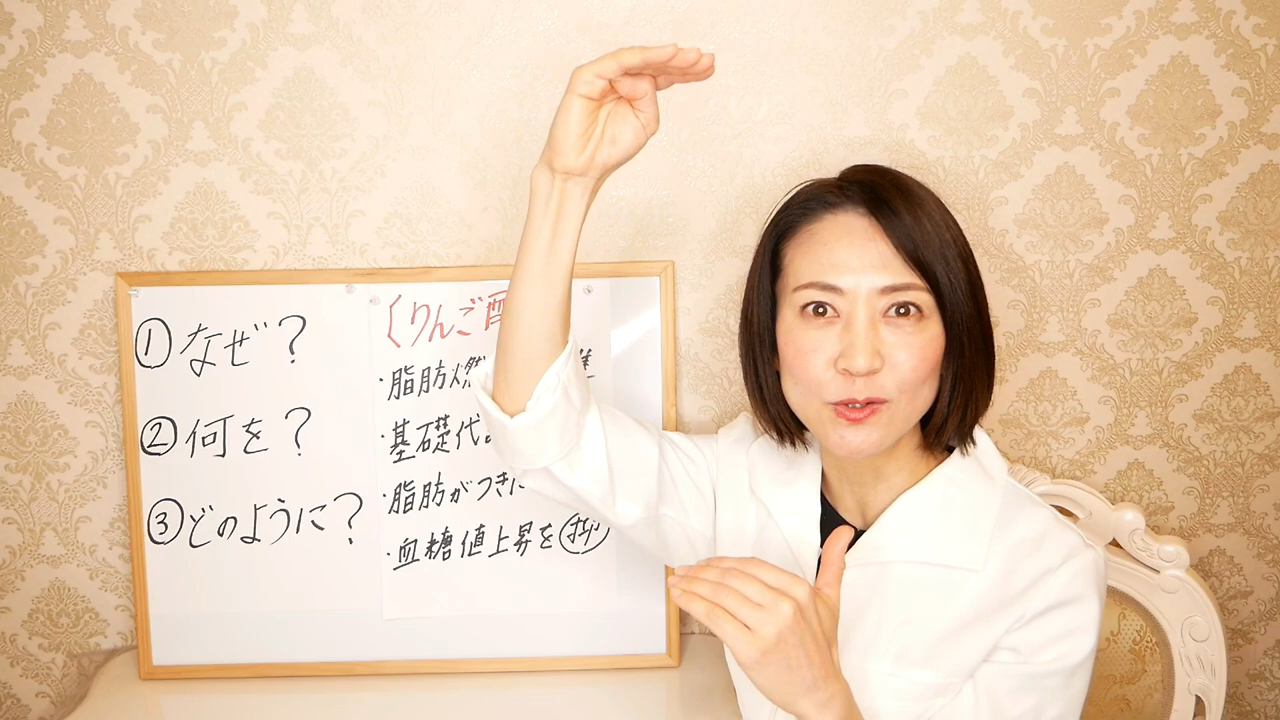 ①なぜ？
②何を？
③どのように？
くりんご
・脂肪燃
・基礎代
・脂肪がつきに
・血糖値上昇を抑